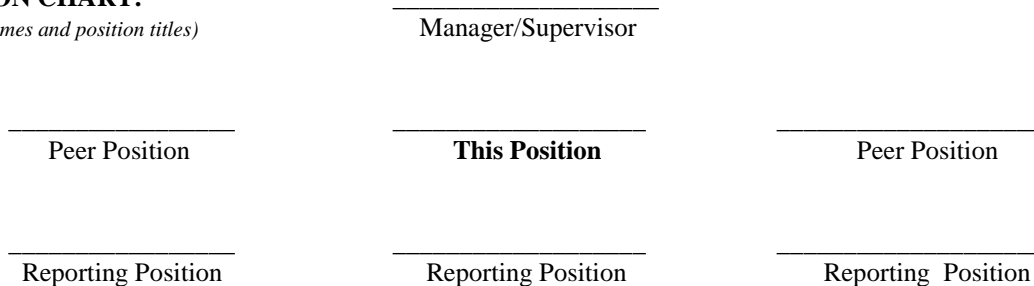 ON CHART:
mes and position titles)
Manager/Supervisor
Peer Position This Position Peer Position
Reporting Position Reporting Position Reporting Position